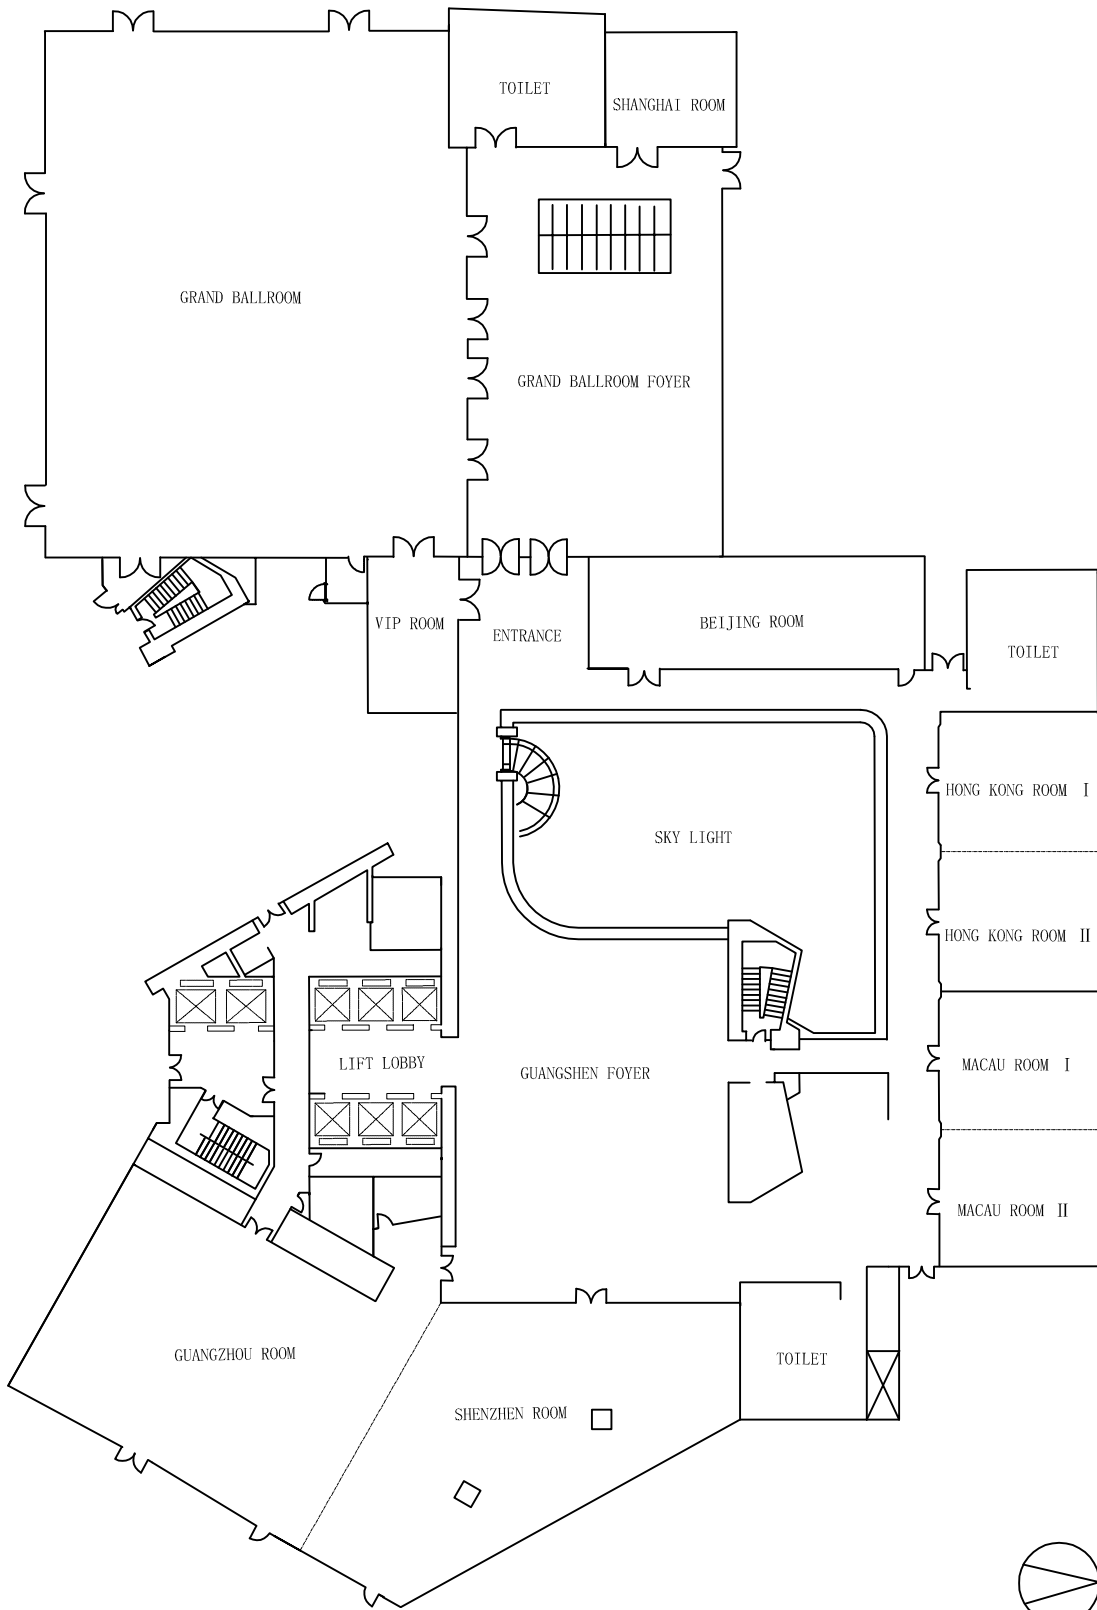 TOILET
SHANGHAI ROOM
GRAND BALLROOM
GRAND BALLROOM FOYER
VIP ROOM
ENTRANCE
BEIJING ROOM
TOILET
HONG KONG ROOM I
SKY LIGHT
HONG KONG ROOM II
LIFT LOBBY
GUANGSHEN FOYER
MACAU ROOM I
MACAU ROOM II
GUANGZHOU ROOM
TOILET
SHENZHEN ROOM